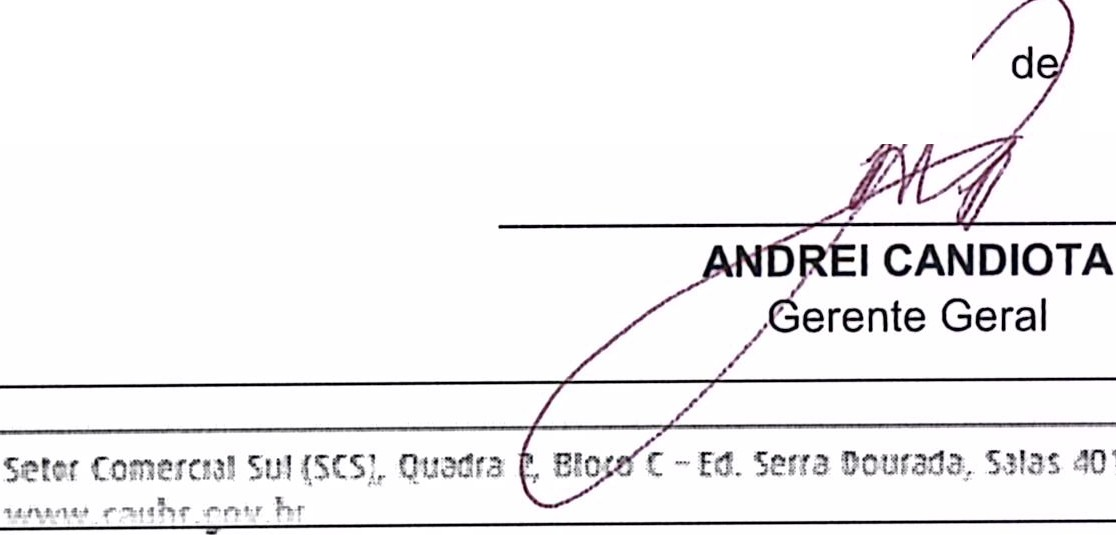 de
ANDREI CANDIOTA
Gerente Geral
Setor Comercial Sul (SCS), Quadra 2, Bloco C – Ed. Serra Dourada, Salas 401
www.caubr.gov.br